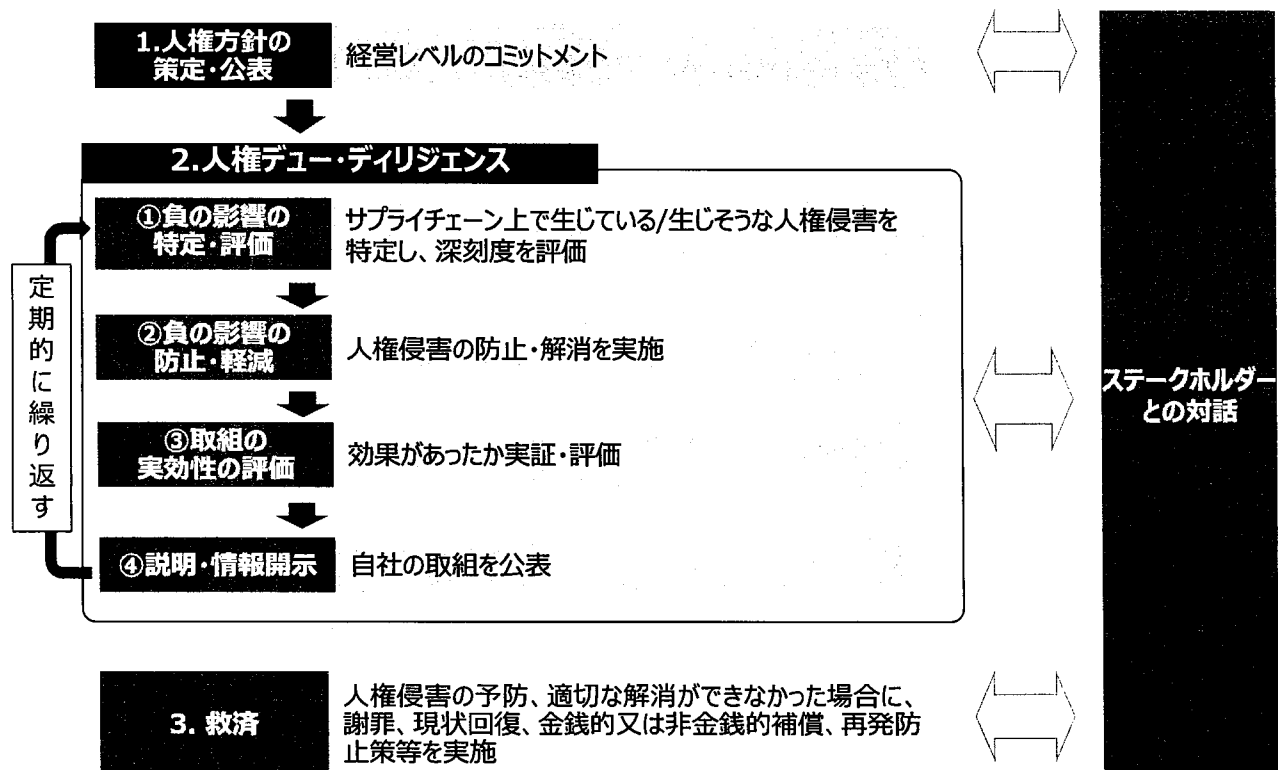 1.人権方針の
策定・公表
経営レベルのコミットメント
2.人権デュー・ディリジェンス
①負の影響の
特定・評価
サプライチェーン上で生じている/生じそうな人権侵害を
特定し、深刻度を評価
②負の影響の
防止・軽減
人権侵害の防止・解消を実施
③取組の
実効性の評価
効果があったか実証・評価
④説明・情報開示
自社の取組を公表
定期的に繰り返す
3. 救済
人権侵害の予防、適切な解消ができなかった場合に、
謝罪、現状回復、金銭的又は非金銭的補償、再発防
止策等を実施
ステークホルダー
との対話